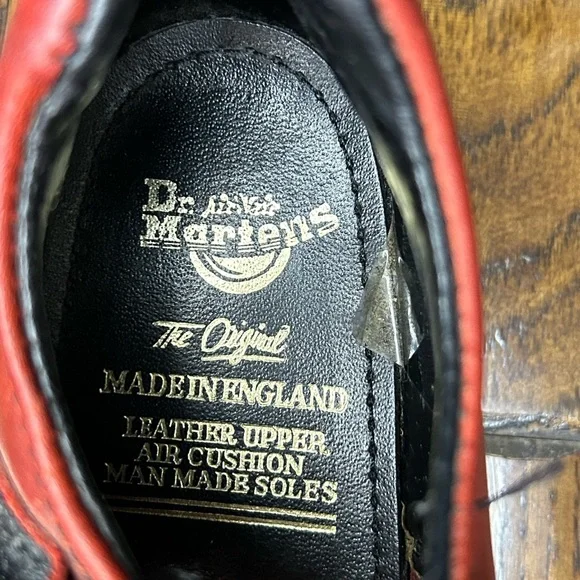 Dr. Air Wair
Martens
The Original
MADE IN ENGLAND
LEATHER UPPER
AIR CUSHION
MAN MADE SOLES